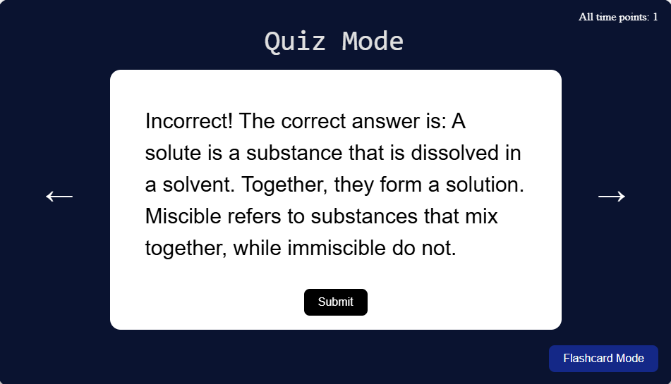 All time points: 1
Quiz Mode
Incorrect! The correct answer is: A
solute is a substance that is dissolved in
a solvent. Together, they form a solution.
Miscible refers to substances that mix
together, while immiscible do not.
← →
Submit
Flashcard Mode